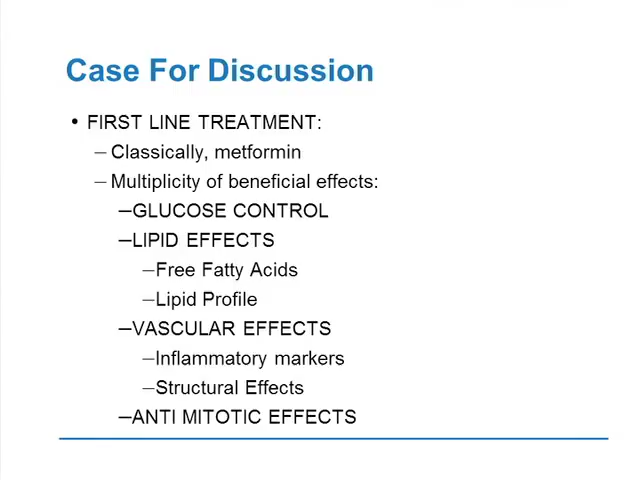 Case For Discussion
• FIRST LINE TREATMENT:
– Classically, metformin
– Multiplicity of beneficial effects:
–GLUCOSE CONTROL
–LIPID EFFECTS
–Free Fatty Acids
–Lipid Profile
–VASCULAR EFFECTS
–Inflammatory markers
–Structural Effects
–ANTI MITOTIC EFFECTS